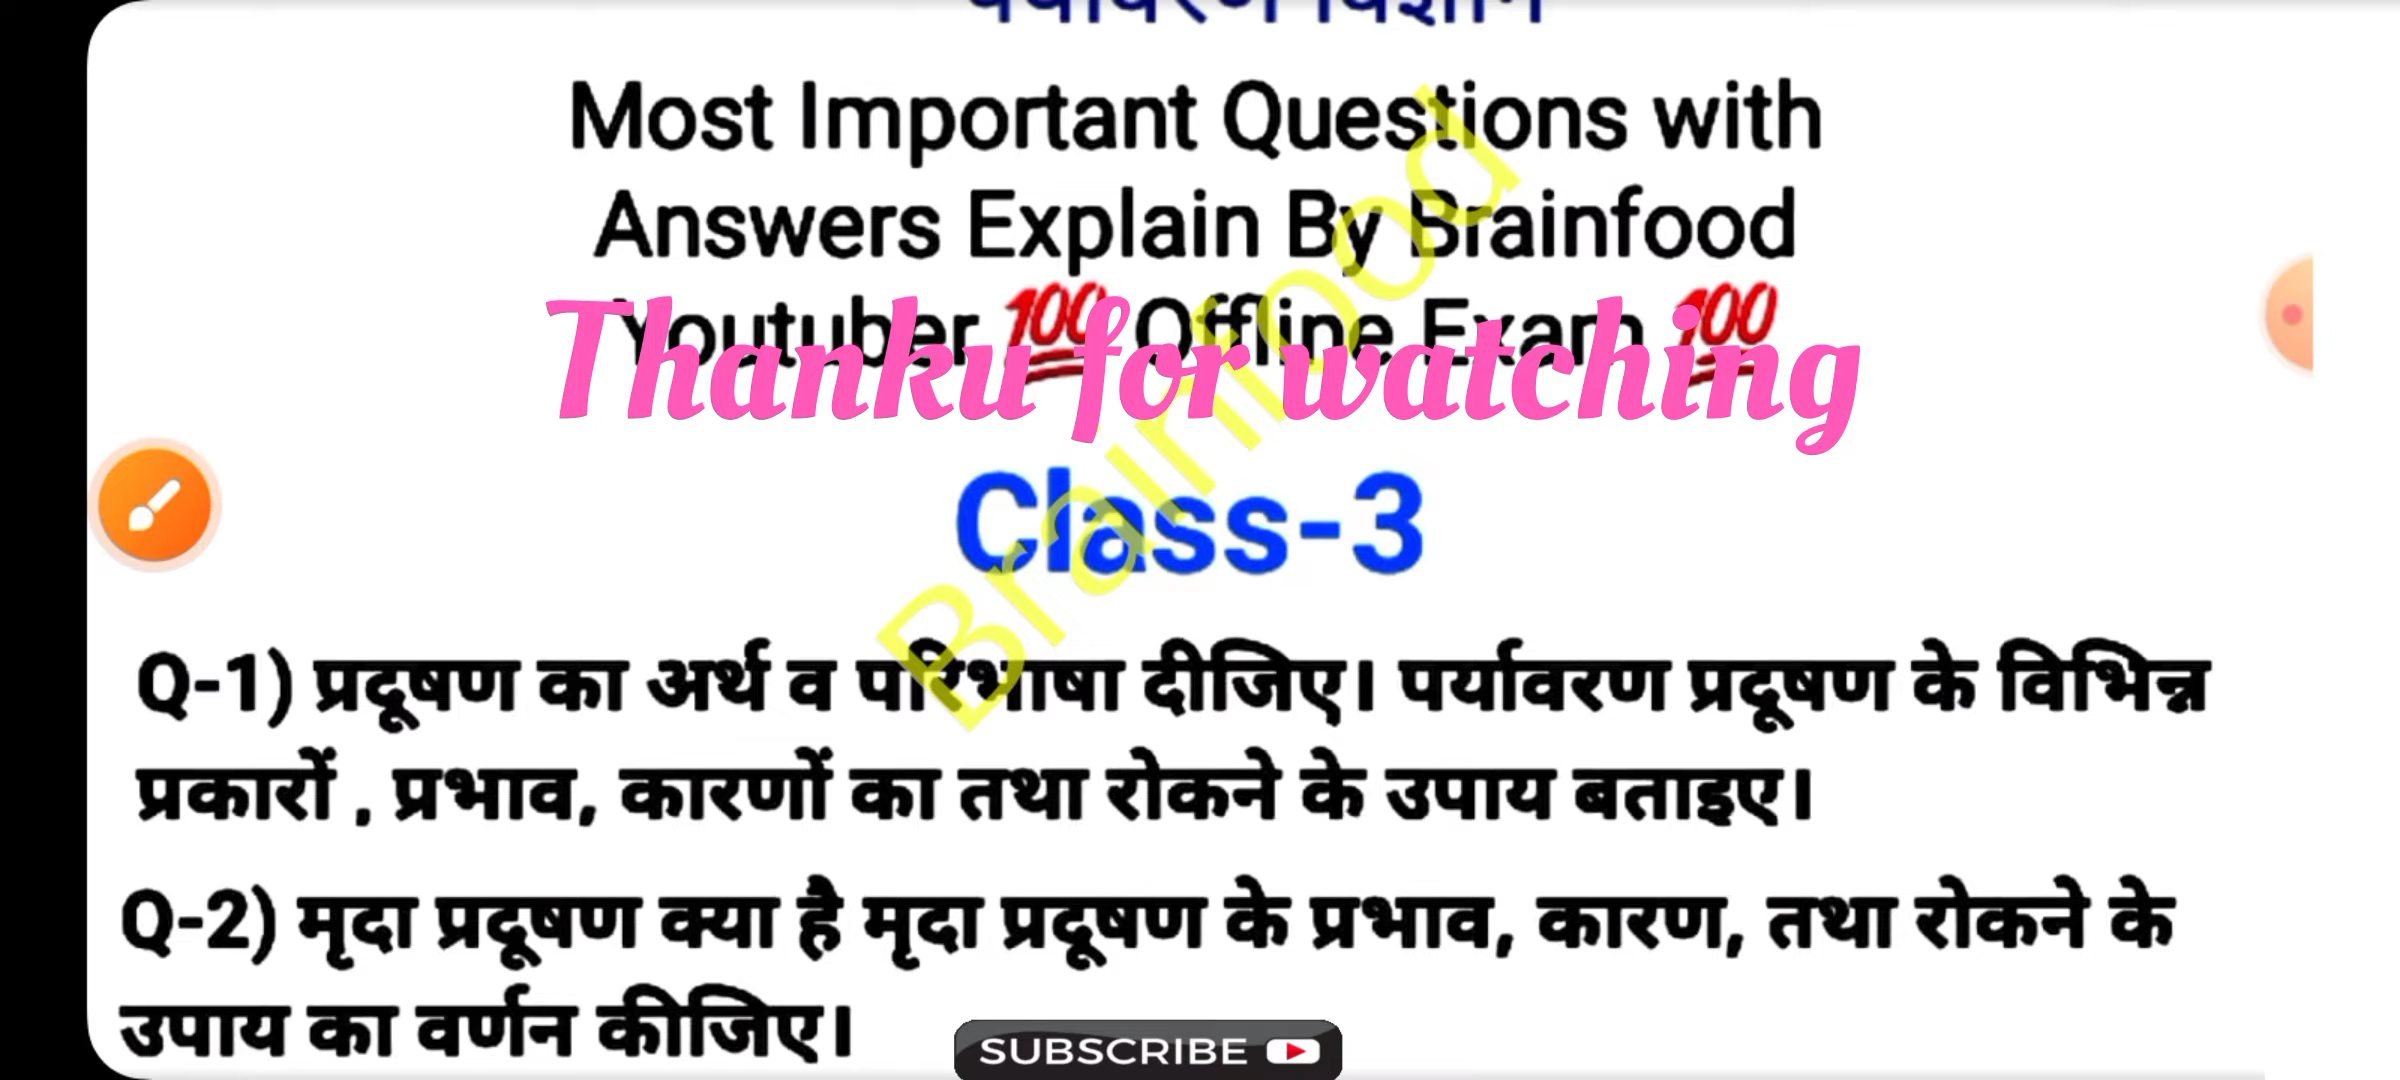 पर्यावरण विज्ञान
Most Important Questions with
Answers Explain By Brainfood
Youtuber 💯 Offline Exam 💯
Thanku for watching
Brainfood
Class-3
Q-1) प्रदूषण का अर्थ व परिभाषा दीजिए। पर्यावरण प्रदूषण के विभिन्न
प्रकारों , प्रभाव, कारणों का तथा रोकने के उपाय बताइए।
Q-2) मृदा प्रदूषण क्या है मृदा प्रदूषण के प्रभाव, कारण, तथा रोकने के
उपाय का वर्णन कीजिए।
SUBSCRIBE